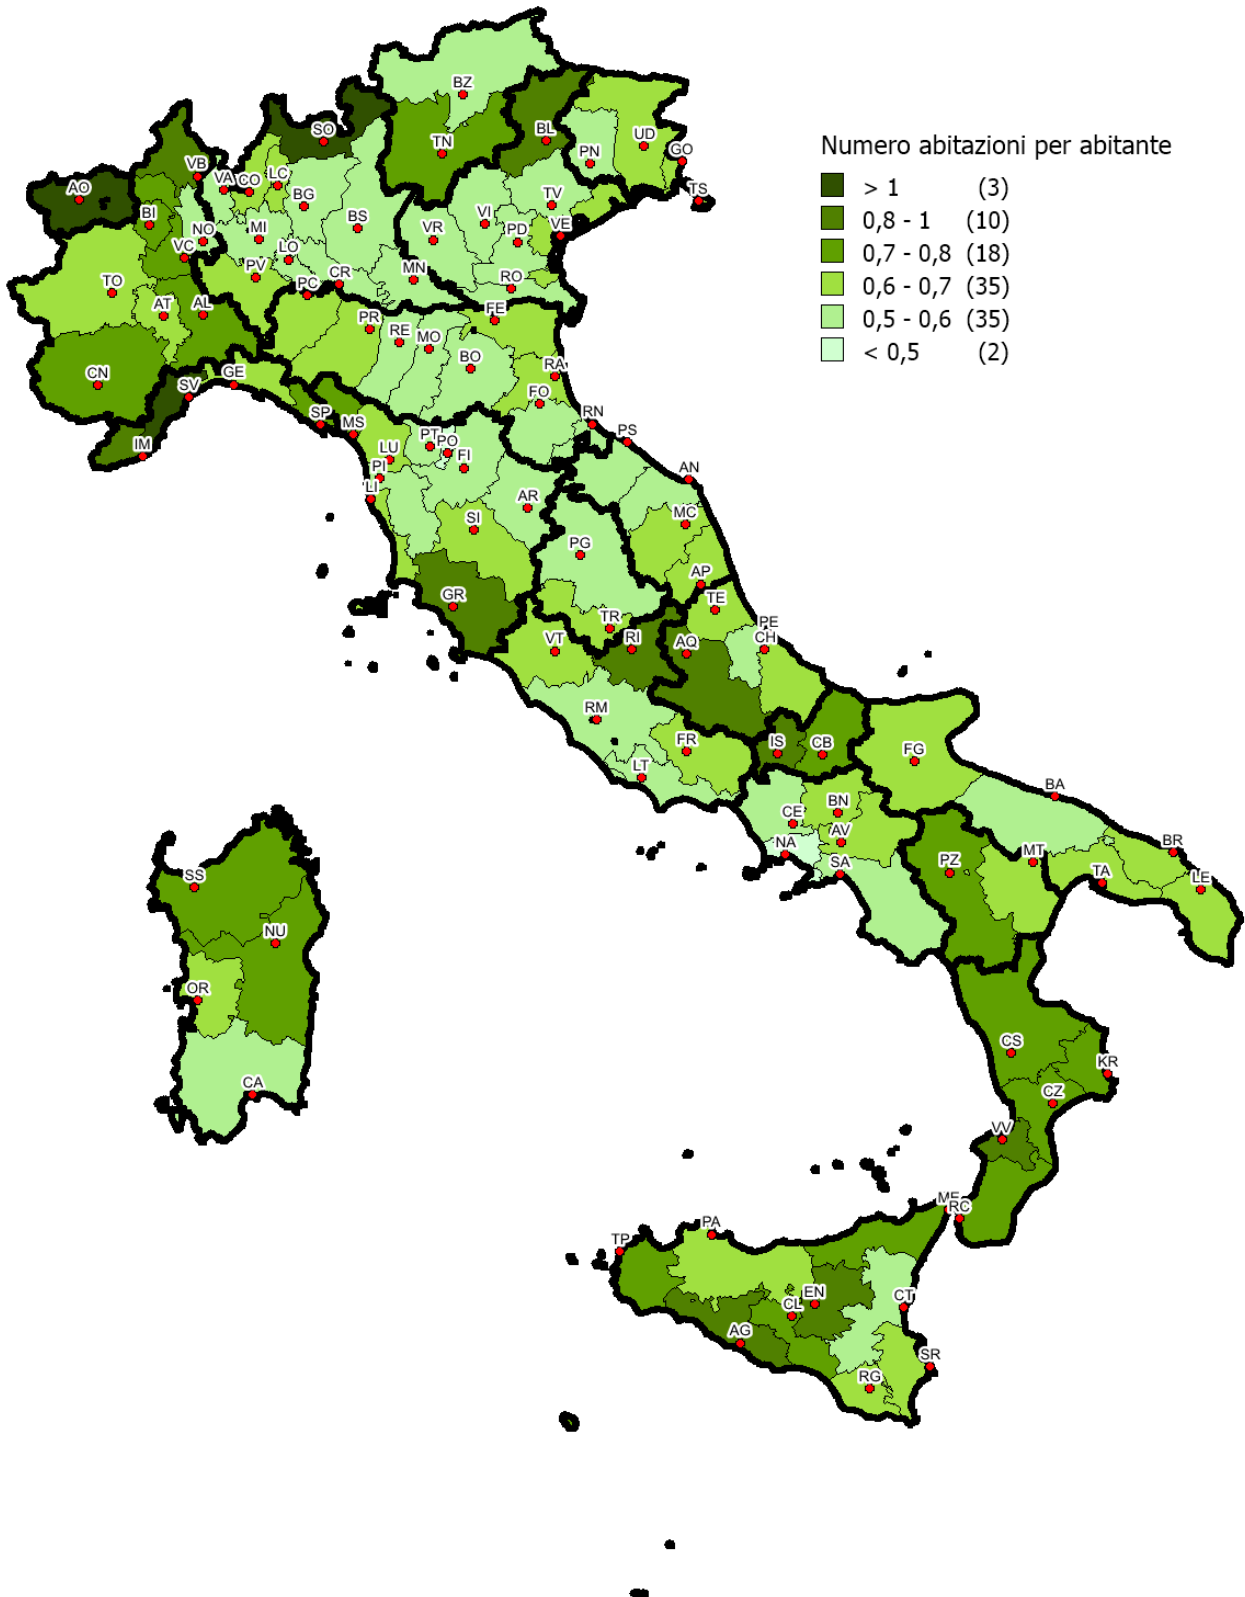 BZ
SO
BL
UD
TN
PN
GO
VB
VA
CO
LC
AO
BG
TS
TV
BI
BS
VI
NO
MI
VR
PD
VE
VC
LO
PV
MN
RO
TO
CR
PC
AT
AL
FE
PR
RE
MO
BO
RA
CN
GE
SV
FO
SP
RN
MS
PS
IM
PT
PO
LU
FI
PI
AN
LI
AR
MC
SI
PG
AP
GR
TE
TR
PE
VT
RI
AQ
CH
RM
FR
IS
CB
FG
LT
BA
BN
CE
AV
NA
BR
MT
SA
PZ
TA
LE
SS
NU
OR
CS
KR
CA
CZ
VV
ME
RC
PA
TP
EN
CL
CT
AG
SR
RG
Numero abitazioni per abitante
> 1 (3)
0,8 - 1 (10)
0,7 - 0,8 (18)
0,6 - 0,7 (35)
0,5 - 0,6 (35)
< 0,5 (2)